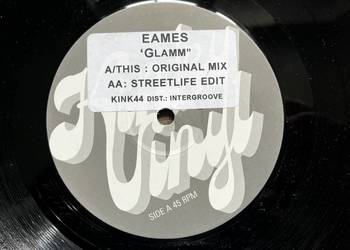 EAMES
'Glamm"
A/THIS : ORIGINAL MIX
AA: STREETLIFE EDIT
KINK44 DIST.: INTERGROOVE
Vinyl
SIDE A 45 RPM